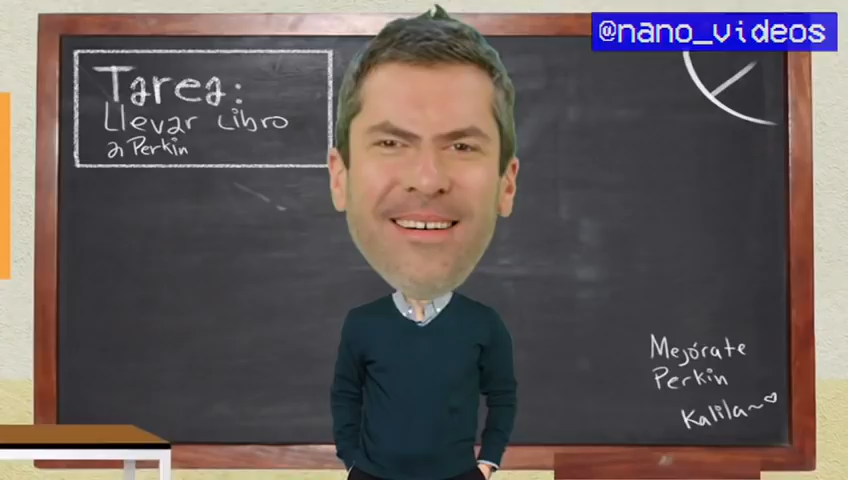 @nano_videos
Tarea:
Llevar Libro
a Perkin
Mejórate
Perkin
Kalila~